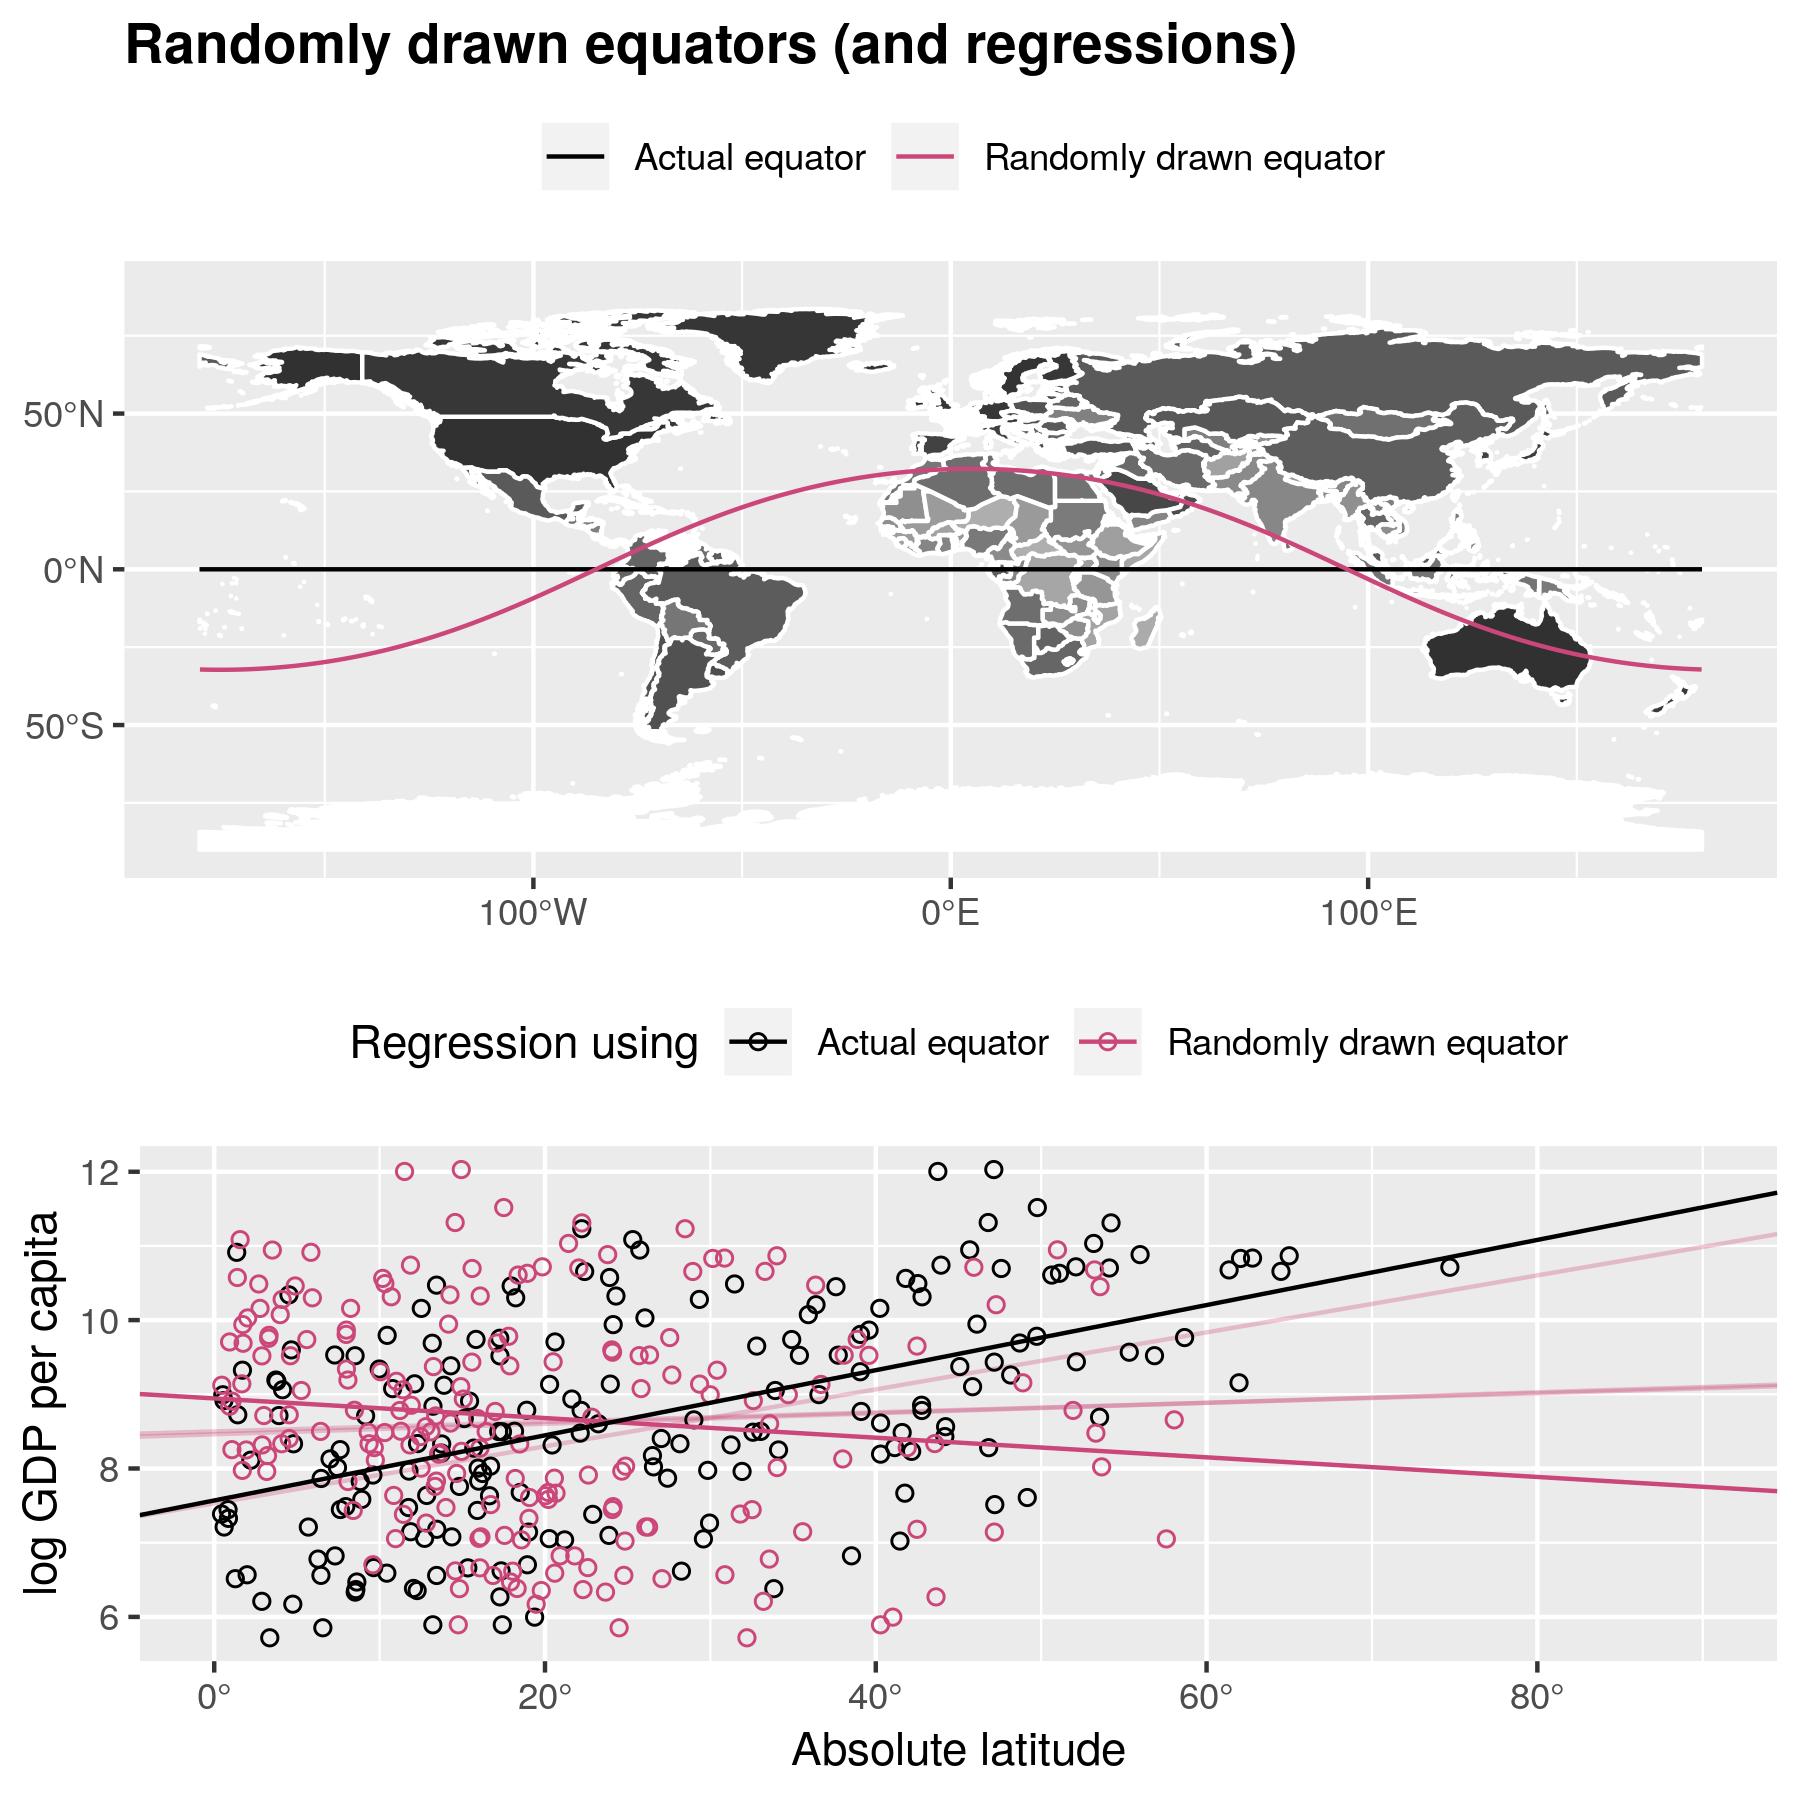 Randomly drawn equators (and regressions)
Actual equator Randomly drawn equator
50°N
0°N
50°S
100°W 0°E 100°E
Regression using Actual equator Randomly drawn equator
log GDP per capita
12
10
8
6
0° 20° 40° 60° 80°
Absolute latitude